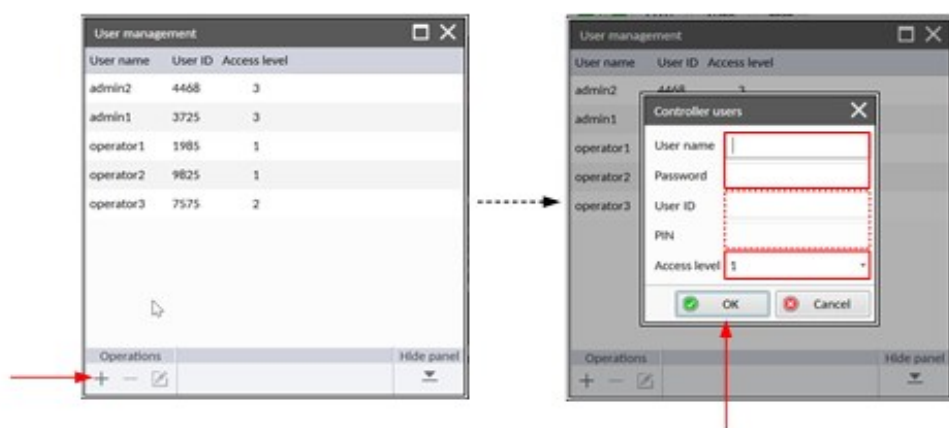 User management
User name User ID Access level
admin2 4468 3
admin1 3725 3
operator1 1985 1
operator2 9825 1
operator3 7575 2
Operations Hide panel
User management
User name User ID Access level
admin2 4468 3
admin1
operator1
operator2
operator3
Controller users
User name
Password
User ID
PIN
Access level 1
OK Cancel
Operations Hide panel